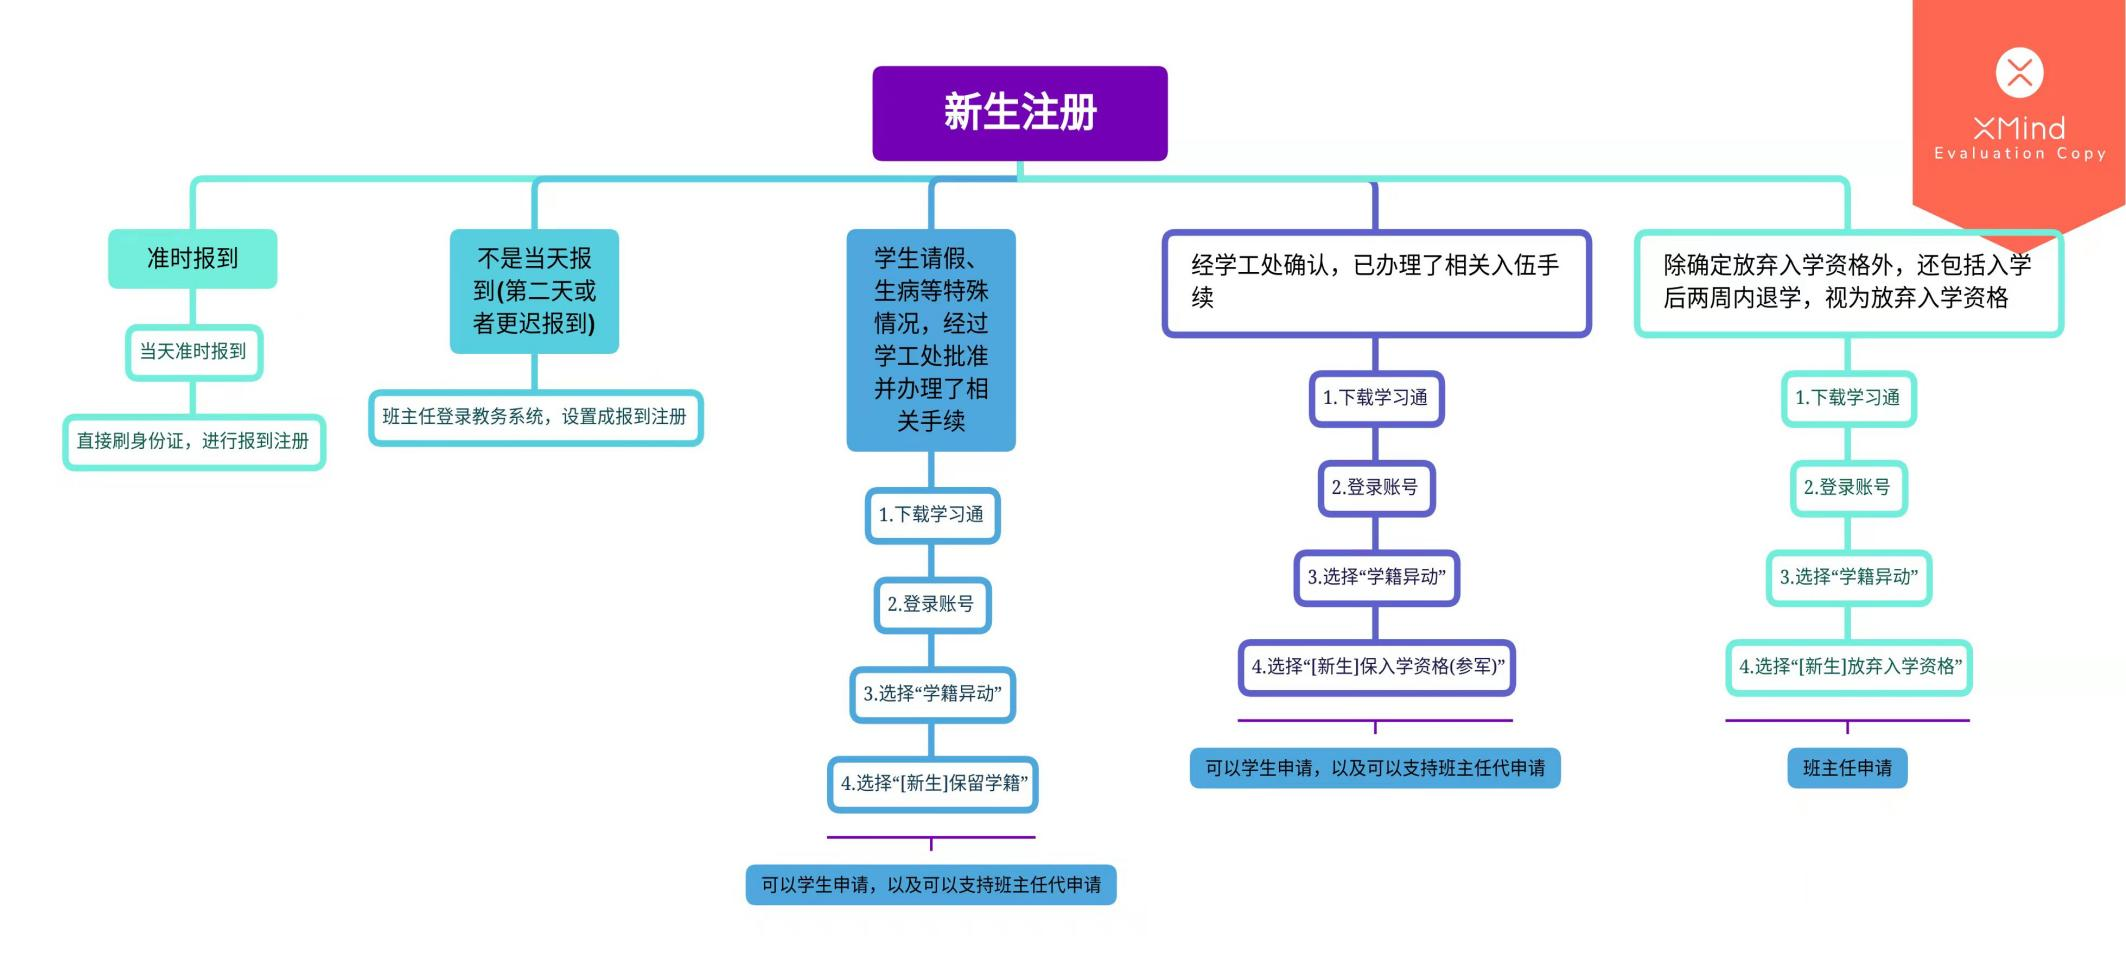 新生注册
XMind
Evaluation Copy
准时报到
当天准时报到
直接刷身份证，进行报到注册
不是当天报
到(第二天或
者更迟报到)
班主任登录教务系统，设置成报到注册
学生请假、
生病等特殊
情况，经过
学工处批准
并办理了相
关手续
1.下载学习通
2.登录账号
3.选择“学籍异动”
4.选择“[新生]保留学籍”
可以学生申请，以及可以支持班主任代申请
经学工处确认，已办理了相关入伍手
续
1.下载学习通
2.登录账号
3.选择“学籍异动”
4.选择“[新生]保入学资格(参军)”
可以学生申请，以及可以支持班主任代申请
除确定放弃入学资格外，还包括入学
后两周内退学，视为放弃入学资格
1.下载学习通
2.登录账号
3.选择“学籍异动”
4.选择“[新生]放弃入学资格”
班主任申请